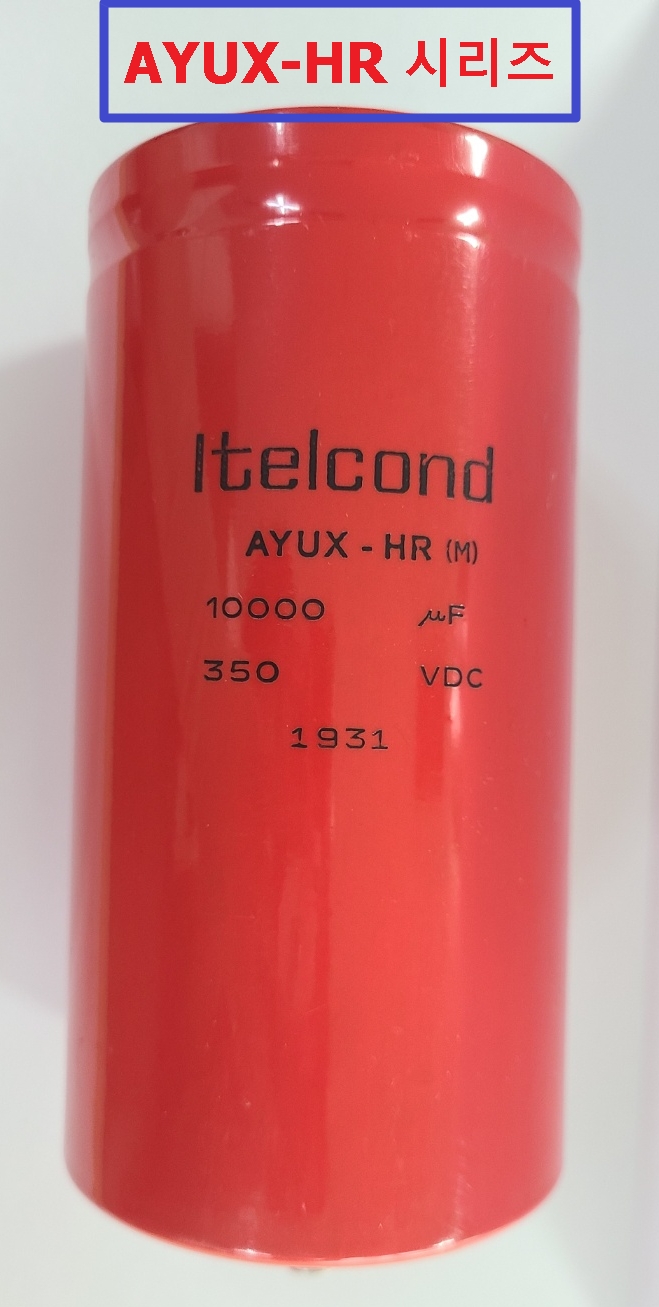 AYUX-HR 시리즈
+
Itelcond
AYUX - HR (M)
10000 µF
350 VDC
1931